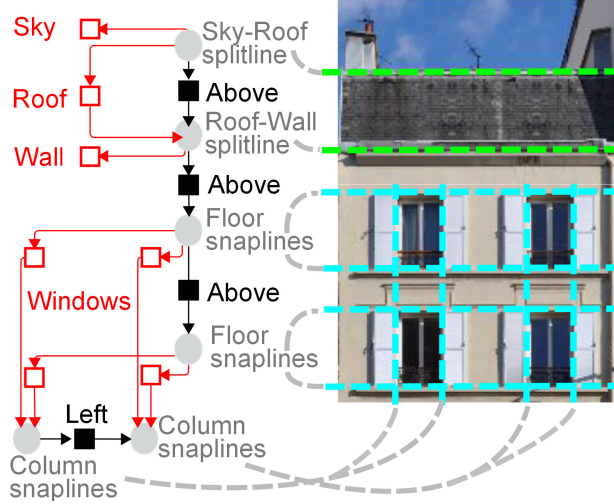 Sky
Sky-Roof
splitline
Roof
Above
Roof-Wall
splitline
Wall
Above
Floor
snaplines
Windows
Above
Floor
snaplines
Left
Column
snaplines
Column
snaplines